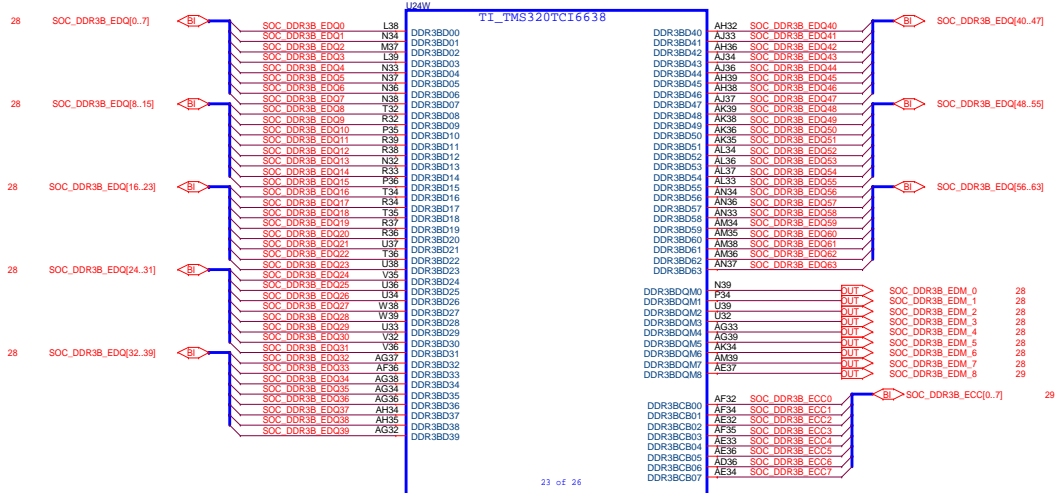 U24W
TI_TMS320TCI6638
28 SOC_DDR3B_EDQ[0..7] BI
SOC_DDR3B_EDQ0 L38 DDR3BD00
SOC_DDR3B_EDQ1 N34 DDR3BD01
SOC_DDR3B_EDQ2 M37 DDR3BD02
SOC_DDR3B_EDQ3 L39 DDR3BD03
SOC_DDR3B_EDQ4 N33 DDR3BD04
SOC_DDR3B_EDQ5 N37 DDR3BD05
SOC_DDR3B_EDQ6 N36 DDR3BD06
SOC_DDR3B_EDQ7 N38 DDR3BD07
28 SOC_DDR3B_EDQ[8..15] BI
SOC_DDR3B_EDQ8 T32 DDR3BD08
SOC_DDR3B_EDQ9 R32 DDR3BD09
SOC_DDR3B_EDQ10 P35 DDR3BD10
SOC_DDR3B_EDQ11 R39 DDR3BD11
SOC_DDR3B_EDQ12 R38 DDR3BD12
SOC_DDR3B_EDQ13 N32 DDR3BD13
SOC_DDR3B_EDQ14 R33 DDR3BD14
SOC_DDR3B_EDQ15 P36 DDR3BD15
28 SOC_DDR3B_EDQ[16..23] BI
SOC_DDR3B_EDQ16 T34 DDR3BD16
SOC_DDR3B_EDQ17 R34 DDR3BD17
SOC_DDR3B_EDQ18 T35 DDR3BD18
SOC_DDR3B_EDQ19 R37 DDR3BD19
SOC_DDR3B_EDQ20 R36 DDR3BD20
SOC_DDR3B_EDQ21 U37 DDR3BD21
SOC_DDR3B_EDQ22 T36 DDR3BD22
SOC_DDR3B_EDQ23 U38 DDR3BD23
28 SOC_DDR3B_EDQ[24..31] BI
SOC_DDR3B_EDQ24 V35 DDR3BD24
SOC_DDR3B_EDQ25 U36 DDR3BD25
SOC_DDR3B_EDQ26 U34 DDR3BD26
SOC_DDR3B_EDQ27 W38 DDR3BD27
SOC_DDR3B_EDQ28 W39 DDR3BD28
SOC_DDR3B_EDQ29 U33 DDR3BD29
SOC_DDR3B_EDQ30 V32 DDR3BD30
SOC_DDR3B_EDQ31 V36 DDR3BD31
28 SOC_DDR3B_EDQ[32..39] BI
SOC_DDR3B_EDQ32 AG37 DDR3BD32
SOC_DDR3B_EDQ33 AF36 DDR3BD33
SOC_DDR3B_EDQ34 AG38 DDR3BD34
SOC_DDR3B_EDQ35 AG34 DDR3BD35
SOC_DDR3B_EDQ36 AG36 DDR3BD36
SOC_DDR3B_EDQ37 AH34 DDR3BD37
SOC_DDR3B_EDQ38 AH35 DDR3BD38
SOC_DDR3B_EDQ39 AG32 DDR3BD39
BI SOC_DDR3B_EDQ[40..47] 28
DDR3BD40 AH32 SOC_DDR3B_EDQ40
DDR3BD41 AJ33 SOC_DDR3B_EDQ41
DDR3BD42 AH36 SOC_DDR3B_EDQ42
DDR3BD43 AJ34 SOC_DDR3B_EDQ43
DDR3BD44 AJ36 SOC_DDR3B_EDQ44
DDR3BD45 AH39 SOC_DDR3B_EDQ45
DDR3BD46 AH38 SOC_DDR3B_EDQ46
DDR3BD47 AJ37 SOC_DDR3B_EDQ47
BI SOC_DDR3B_EDQ[48..55] 28
DDR3BD48 AK39 SOC_DDR3B_EDQ48
DDR3BD49 AK38 SOC_DDR3B_EDQ49
DDR3BD50 AK36 SOC_DDR3B_EDQ50
DDR3BD51 AK35 SOC_DDR3B_EDQ51
DDR3BD52 AL34 SOC_DDR3B_EDQ52
DDR3BD53 AL36 SOC_DDR3B_EDQ53
DDR3BD54 AL37 SOC_DDR3B_EDQ54
DDR3BD55 AL33 SOC_DDR3B_EDQ55
BI SOC_DDR3B_EDQ[56..63] 28
DDR3BD56 AN34 SOC_DDR3B_EDQ56
DDR3BD57 AN36 SOC_DDR3B_EDQ57
DDR3BD58 AN33 SOC_DDR3B_EDQ58
DDR3BD59 AM34 SOC_DDR3B_EDQ59
DDR3BD60 AM35 SOC_DDR3B_EDQ60
DDR3BD61 AM38 SOC_DDR3B_EDQ61
DDR3BD62 AM36 SOC_DDR3B_EDQ62
DDR3BD63 AN37 SOC_DDR3B_EDQ63
DDR3BDQM0 N39 OUT SOC_DDR3B_EDM_0 28
DDR3BDQM1 P34 OUT SOC_DDR3B_EDM_1 28
DDR3BDQM2 U39 OUT SOC_DDR3B_EDM_2 28
DDR3BDQM3 U32 OUT SOC_DDR3B_EDM_3 28
DDR3BDQM4 AG33 OUT SOC_DDR3B_EDM_4 28
DDR3BDQM5 AG39 OUT SOC_DDR3B_EDM_5 28
DDR3BDQM6 AK34 OUT SOC_DDR3B_EDM_6 28
DDR3BDQM7 AM39 OUT SOC_DDR3B_EDM_7 28
DDR3BDQM8 AE37 OUT SOC_DDR3B_EDM_8 29
BI SOC_DDR3B_ECC[0..7] 29
DDR3BCB00 AF32 SOC_DDR3B_ECC0
DDR3BCB01 AF34 SOC_DDR3B_ECC1
DDR3BCB02 AE32 SOC_DDR3B_ECC2
DDR3BCB03 AF35 SOC_DDR3B_ECC3
DDR3BCB04 AE33 SOC_DDR3B_ECC4
DDR3BCB05 AE36 SOC_DDR3B_ECC5
DDR3BCB06 AD36 SOC_DDR3B_ECC6
DDR3BCB07 AE34 SOC_DDR3B_ECC7
23 of 26